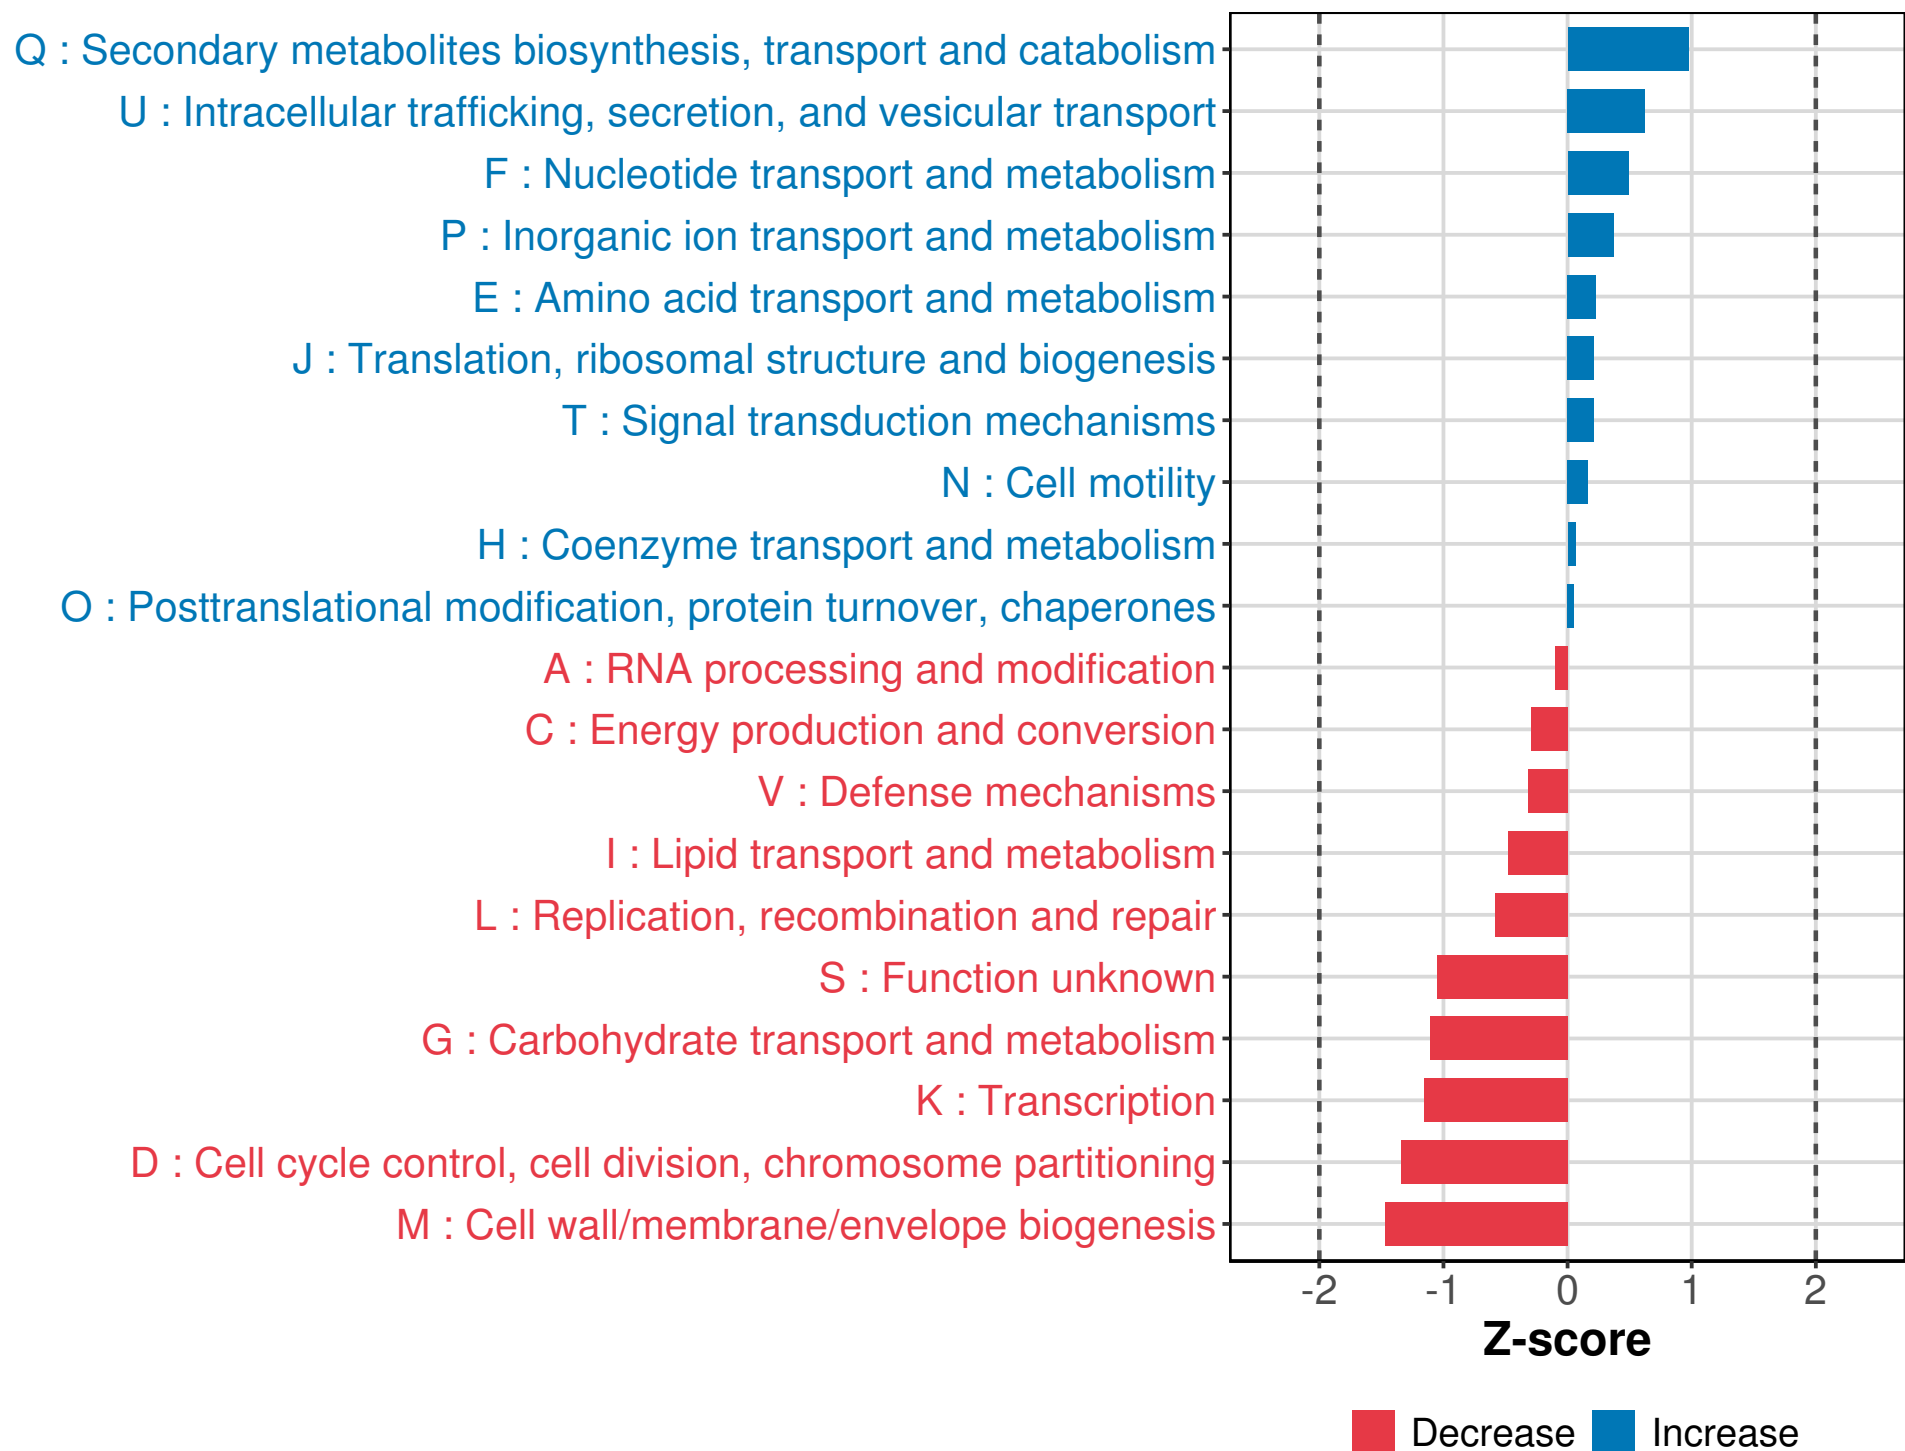 Q : Secondary metabolites biosynthesis, transport and catabolism
U : Intracellular trafficking, secretion, and vesicular transport
F : Nucleotide transport and metabolism
P : Inorganic ion transport and metabolism
E : Amino acid transport and metabolism
J : Translation, ribosomal structure and biogenesis
T : Signal transduction mechanisms
N : Cell motility
H : Coenzyme transport and metabolism
O : Posttranslational modification, protein turnover, chaperones
A : RNA processing and modification
C : Energy production and conversion
V : Defense mechanisms
I : Lipid transport and metabolism
L : Replication, recombination and repair
S : Function unknown
G : Carbohydrate transport and metabolism
K : Transcription
D : Cell cycle control, cell division, chromosome partitioning
M : Cell wall/membrane/envelope biogenesis
-2 -1 0 1 2
Z-score
Decrease Increase